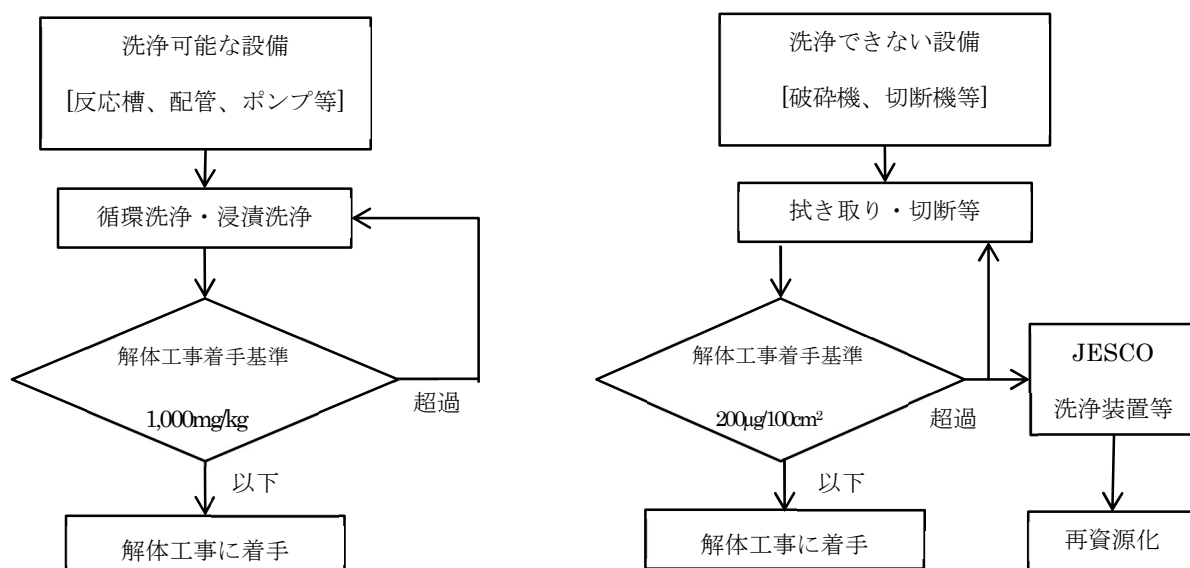 洗浄可能な設備
[反応槽、配管、ポンプ等]
循環洗浄・浸漬洗浄
解体工事着手基準
1,000mg/kg
超過
以下
解体工事に着手
洗浄できない設備
[破砕機、切断機等]
拭き取り・切断等
解体工事着手基準
200μg/100cm²
超過
以下
解体工事に着手
JESCO
洗浄装置等
再資源化